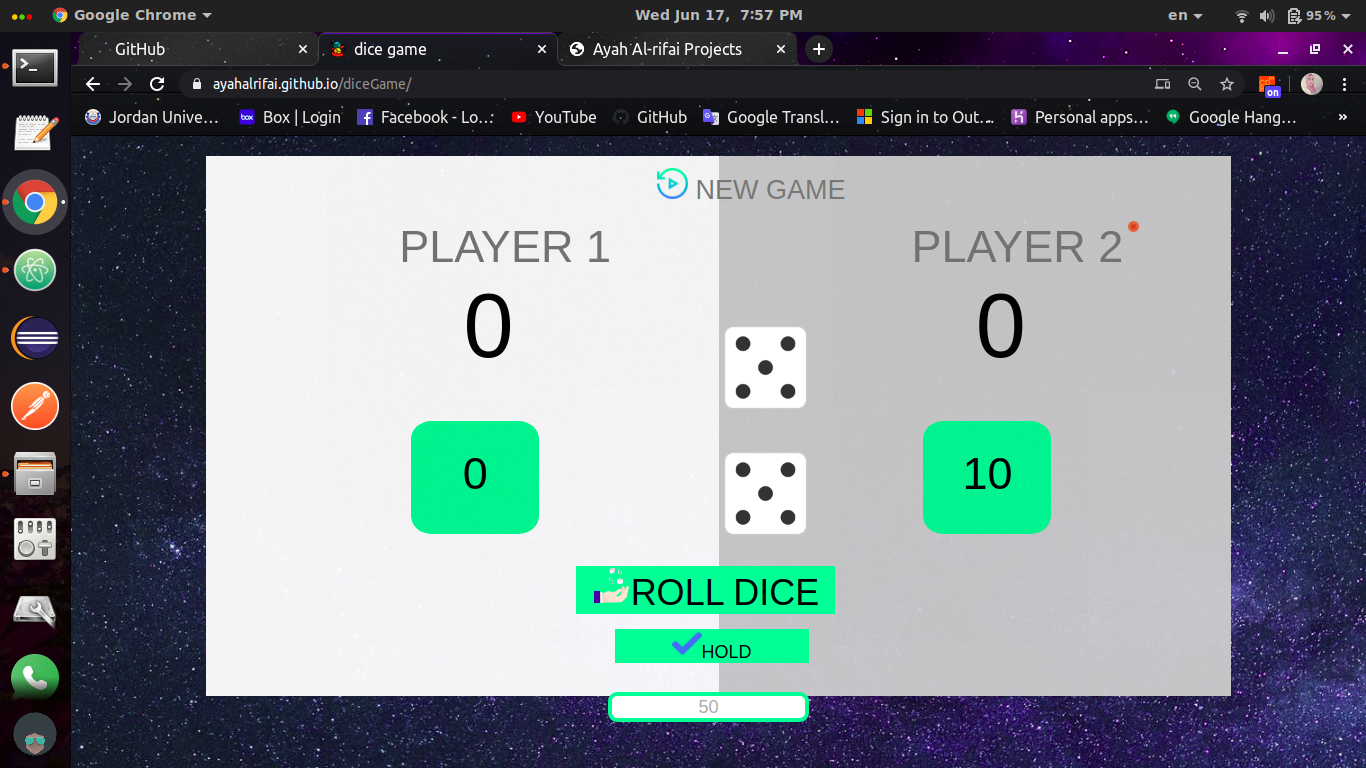 Google Chrome
Wed Jun 17, 7:57 PM
en
95%
GitHub
dice game
Ayah Al-rifai Projects
ayahalrifai.github.io/diceGame/
on
Jordan Unive...
box
Box | Login
Facebook - Lo...
YouTube
GitHub
Google Transl...
Sign in to Out...
Personal apps...
Google Hang...
»
NEW GAME
PLAYER 1
PLAYER 2
0
0
0
10
ROLL DICE
HOLD
50